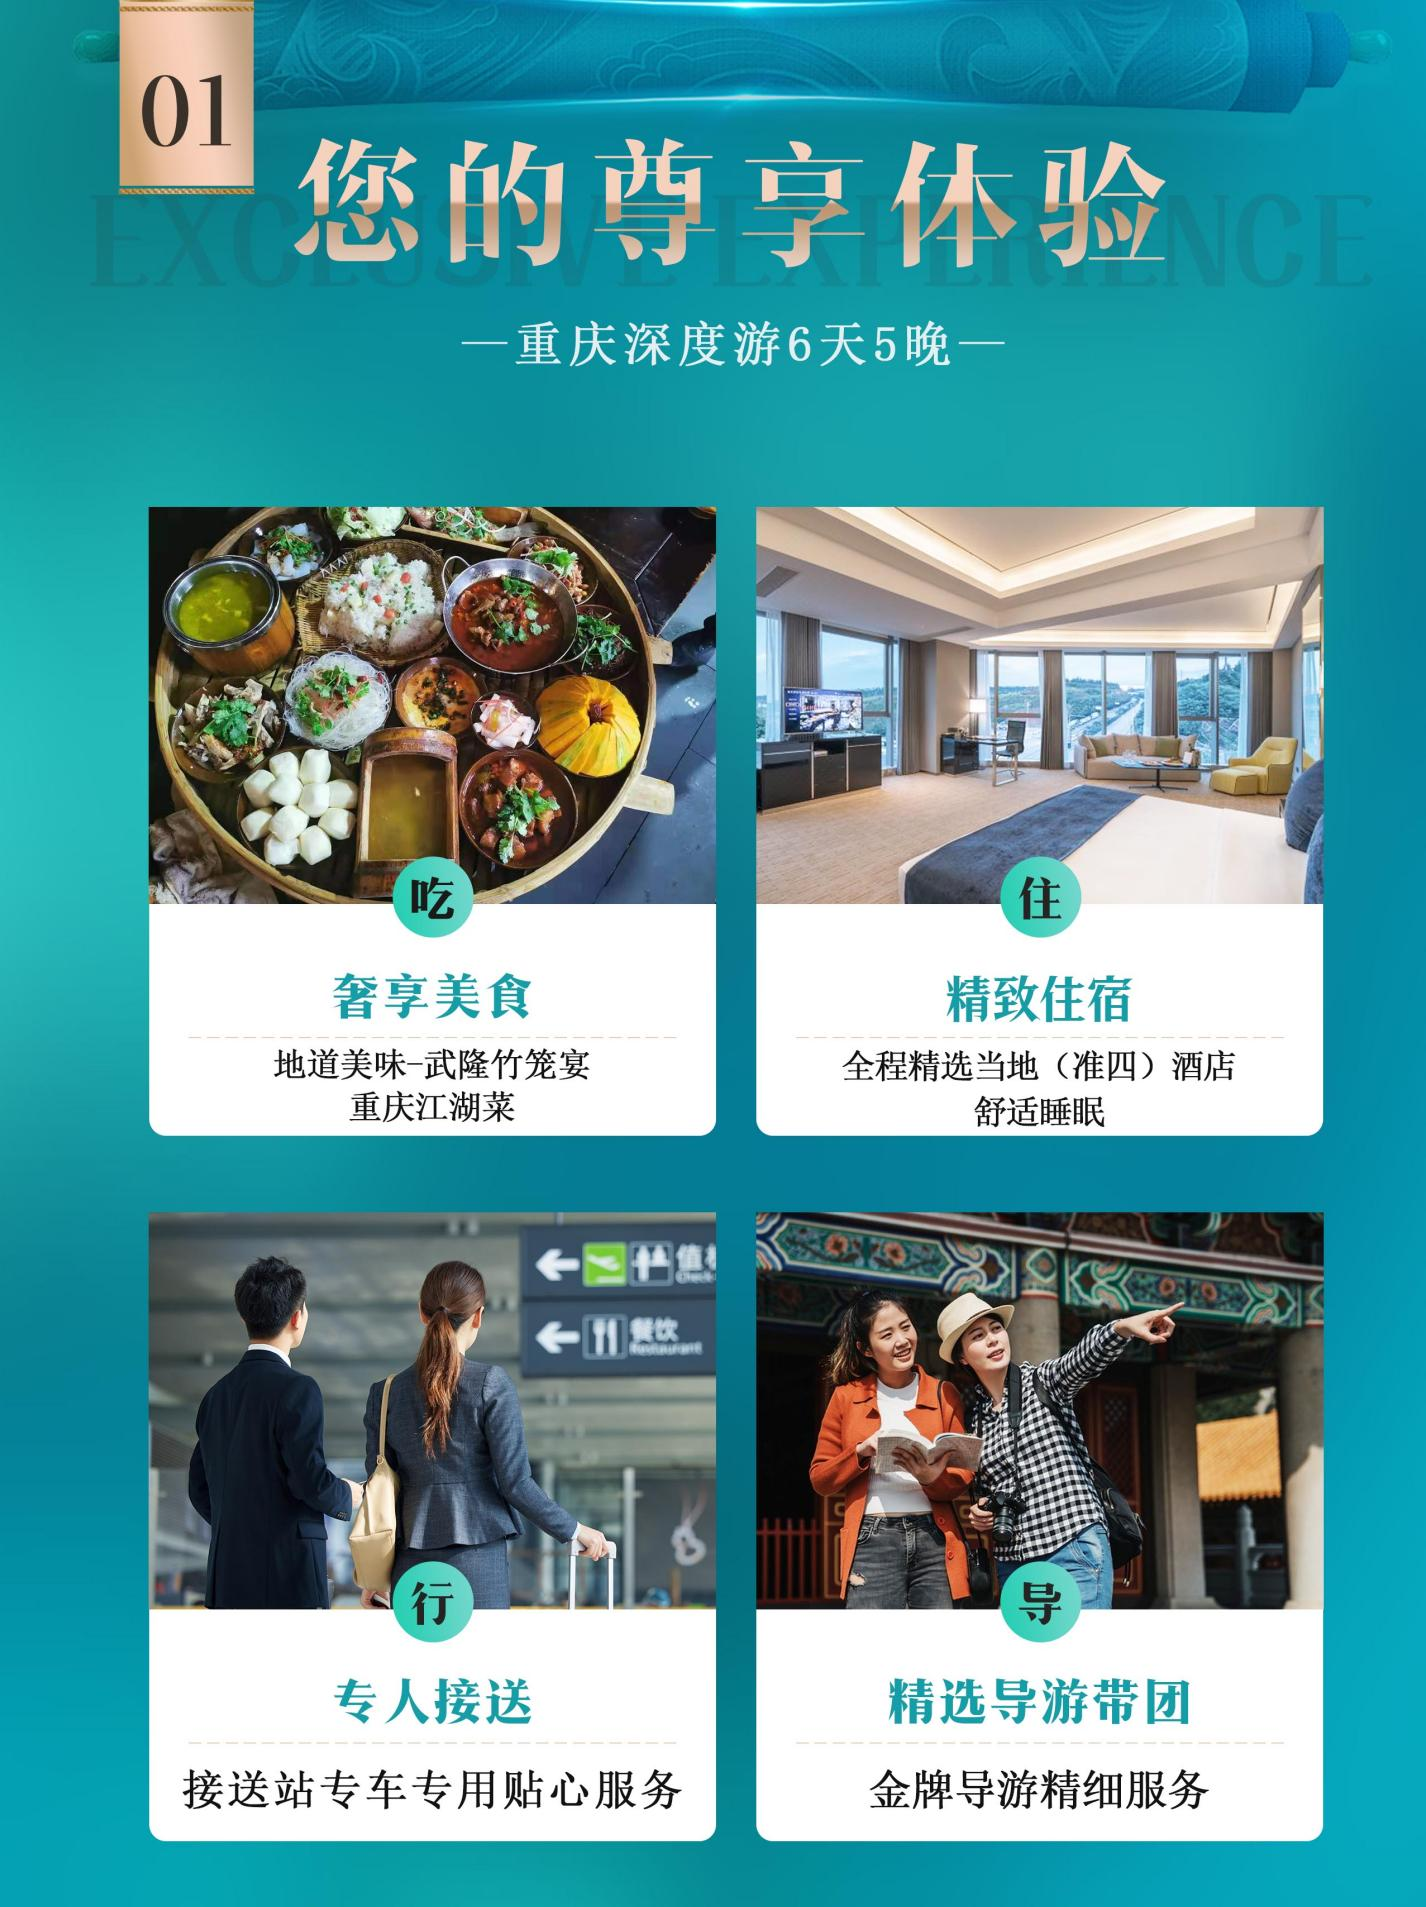 01
您的尊享体验
EXCLUSIVE EXPERIENCE
—重庆深度游6天5晚—
吃
奢享美食
地道美味-武隆竹笼宴
重庆江湖菜
住
精致住宿
全程精选当地（准四）酒店
舒适睡眠
值
Check
餐饮
Restaurant
行
专人接送
接送站专车专用贴心服务
导
精选导游带团
金牌导游精细服务